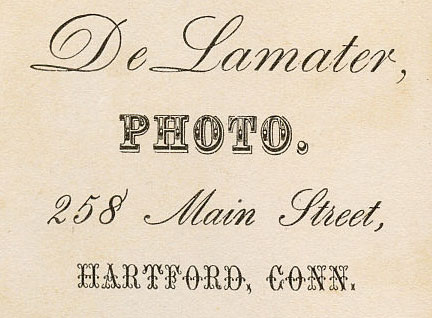 De Lamater,
PHOTO.
258 Main Street,
HARTFORD, CONN.